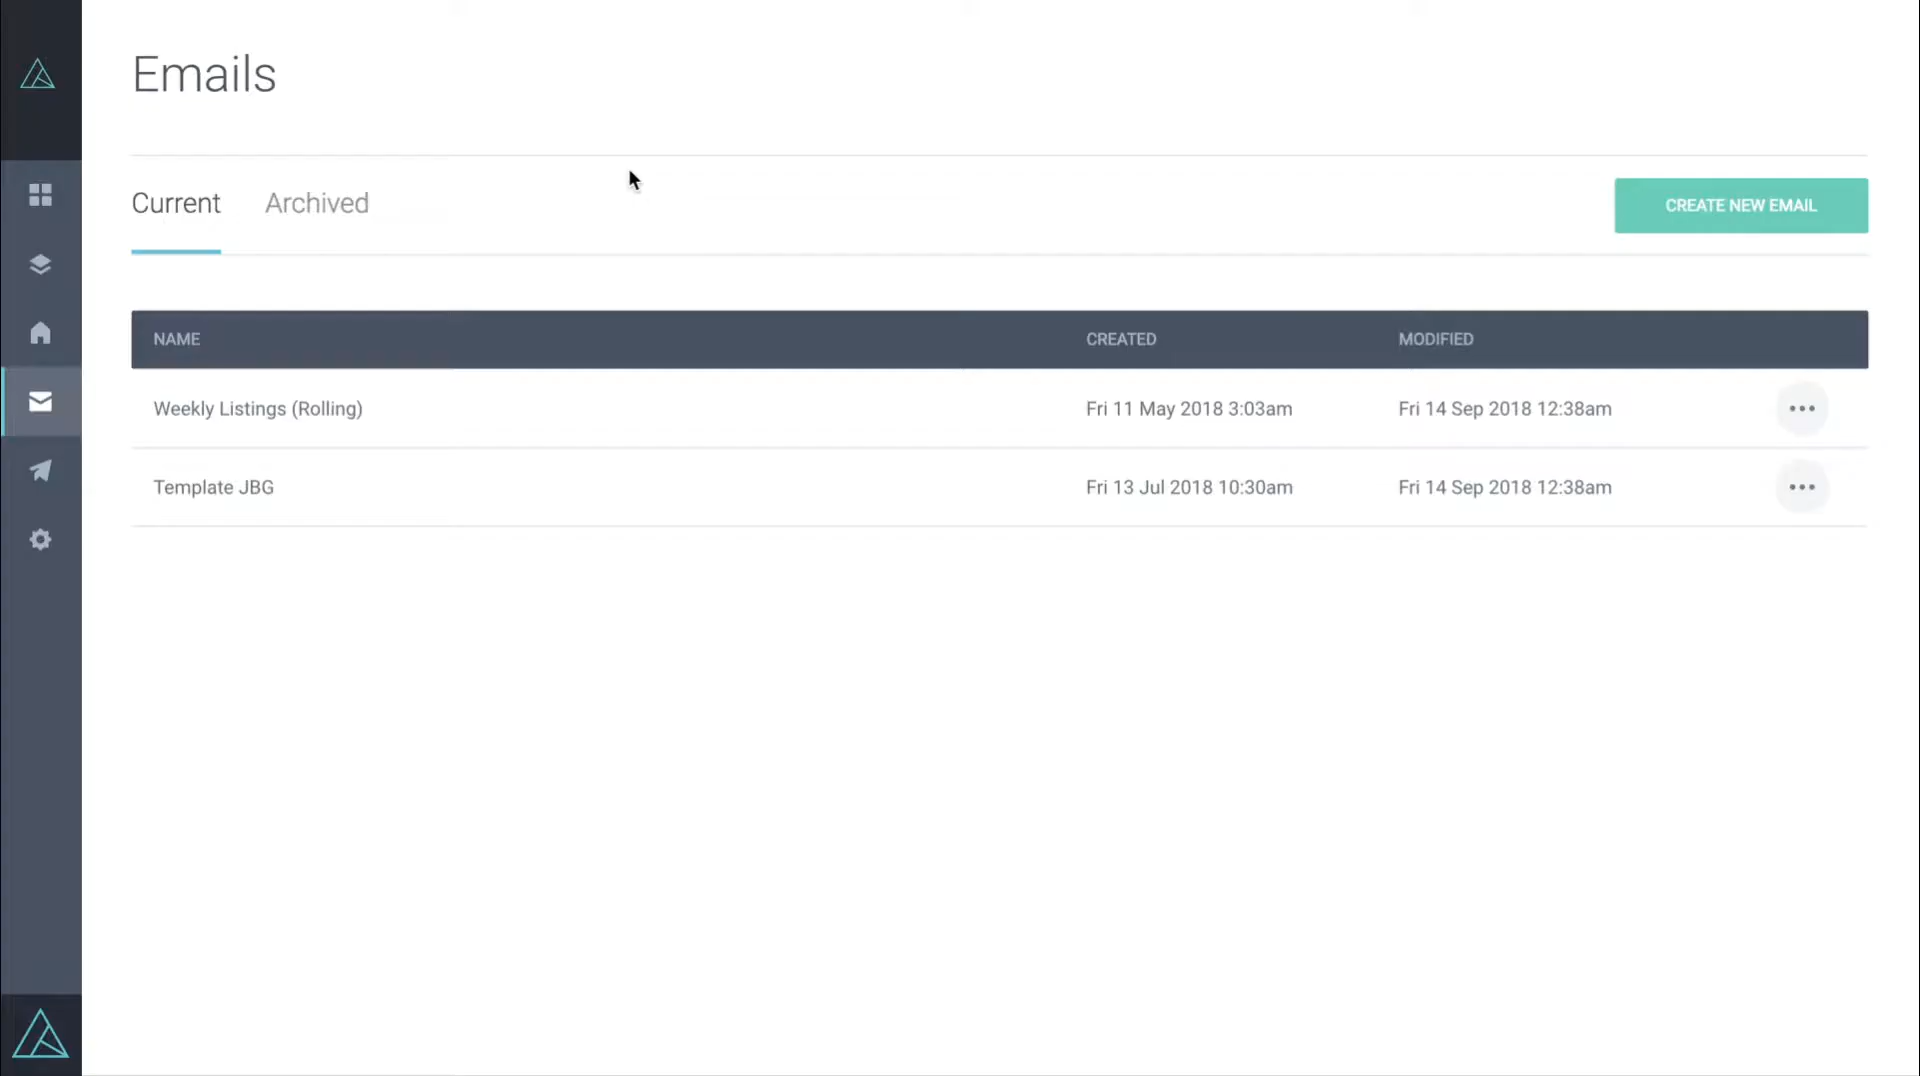 Emails
Current Archived CREATE NEW EMAIL
NAME CREATED MODIFIED
Weekly Listings (Rolling) Fri 11 May 2018 3:03am Fri 14 Sep 2018 12:38am
Template JBG Fri 13 Jul 2018 10:30am Fri 14 Sep 2018 12:38am